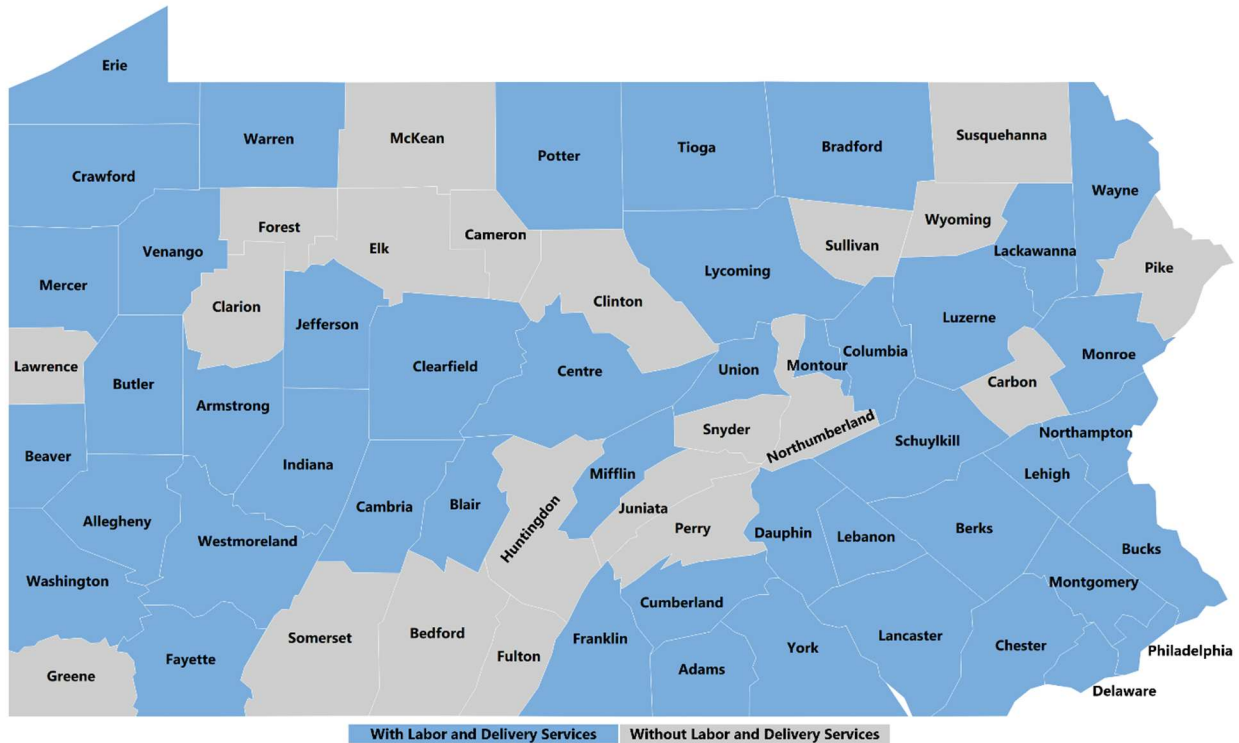 Erie
Warren
McKean
Potter
Tioga
Bradford
Susquehanna
Crawford
Wayne
Forest
Venango
Elk
Cameron
Sullivan
Wyoming
Lackawanna
Mercer
Clarion
Lycoming
Pike
Clinton
Jefferson
Luzerne
Lawrence
Butler
Clearfield
Centre
Union
Montour
Columbia
Monroe
Carbon
Armstrong
Snyder
Northumberland
Schuylkill
Northampton
Beaver
Indiana
Mifflin
Lehigh
Allegheny
Cambria
Blair
Huntingdon
Juniata
Perry
Dauphin
Lebanon
Berks
Westmoreland
Bucks
Washington
Montgomery
Cumberland
Somerset
Bedford
Fulton
Franklin
Lancaster
Chester
Philadelphia
Fayette
Greene
Adams
York
Delaware
With Labor and Delivery Services
Without Labor and Delivery Services